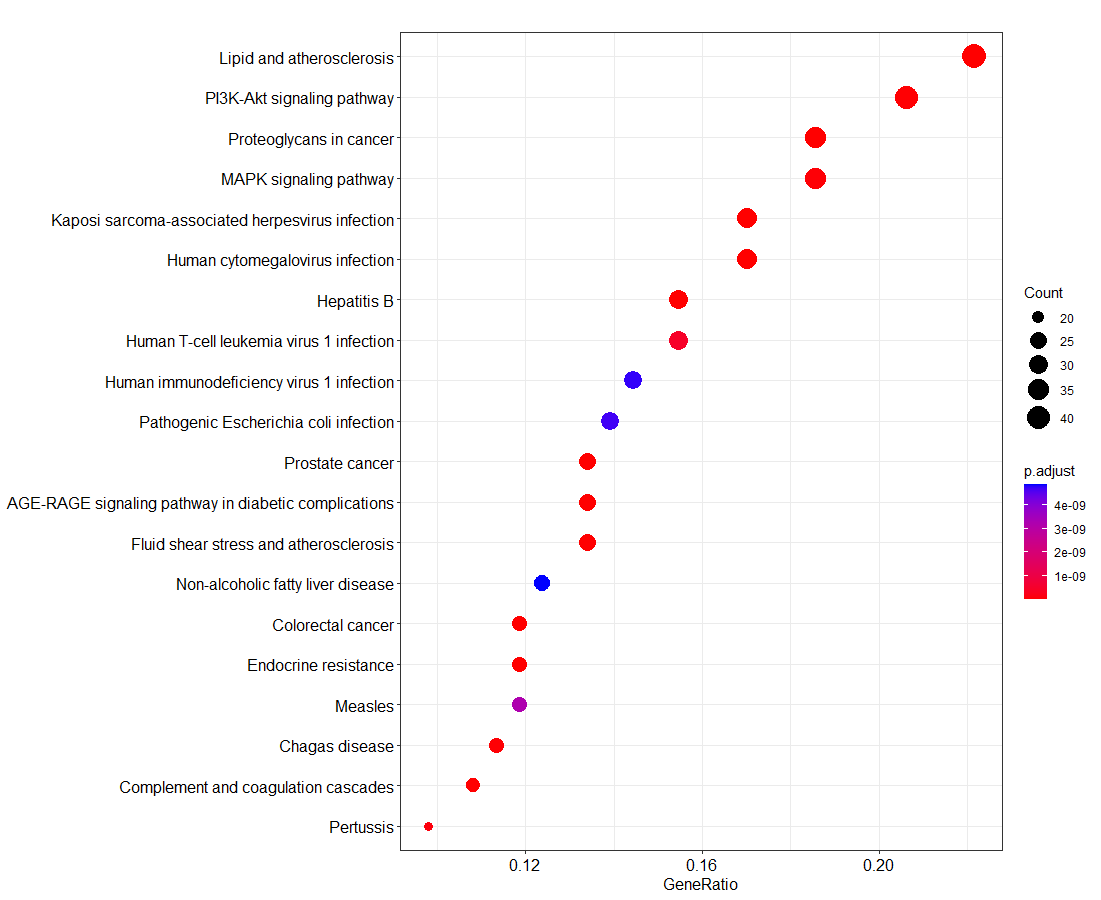 Lipid and atherosclerosis
PI3K-Akt signaling pathway
Proteoglycans in cancer
MAPK signaling pathway
Kaposi sarcoma-associated herpesvirus infection
Human cytomegalovirus infection
Hepatitis B
Human T-cell leukemia virus 1 infection
Human immunodeficiency virus 1 infection
Pathogenic Escherichia coli infection
Prostate cancer
AGE-RAGE signaling pathway in diabetic complications
Fluid shear stress and atherosclerosis
Non-alcoholic fatty liver disease
Colorectal cancer
Endocrine resistance
Measles
Chagas disease
Complement and coagulation cascades
Pertussis
0.12 0.16 0.20
GeneRatio
Count
20
25
30
35
40
p.adjust
4e-09
3e-09
2e-09
1e-09